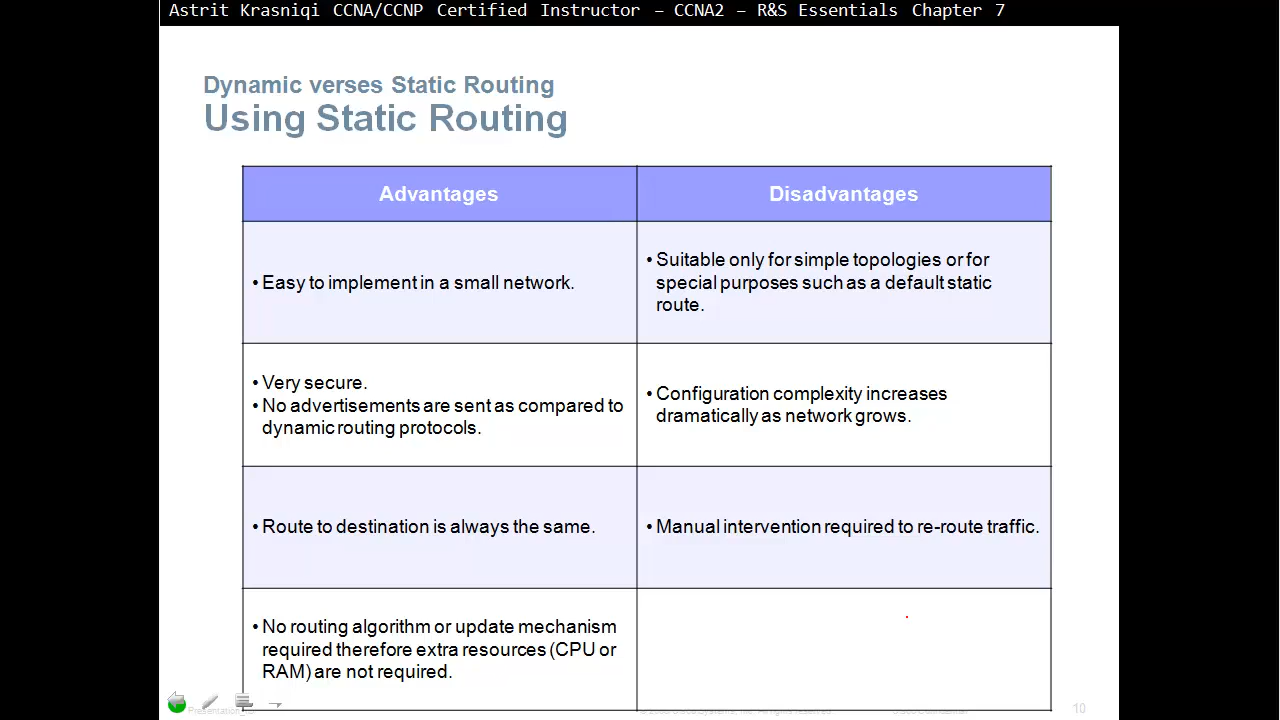 Astrit Krasniqi CCNA/CCNP Certified Instructor – CCNA2 – R&S Essentials Chapter 7
Dynamic verses Static Routing
Using Static Routing
Advantages
Disadvantages
• Easy to implement in a small network.
• Suitable only for simple topologies or for
special purposes such as a default static
route.
• Very secure.
• No advertisements are sent as compared to
dynamic routing protocols.
• Configuration complexity increases
dramatically as network grows.
• Route to destination is always the same.
• Manual intervention required to re-route traffic.
• No routing algorithm or update mechanism
required therefore extra resources (CPU or
RAM) are not required.
10